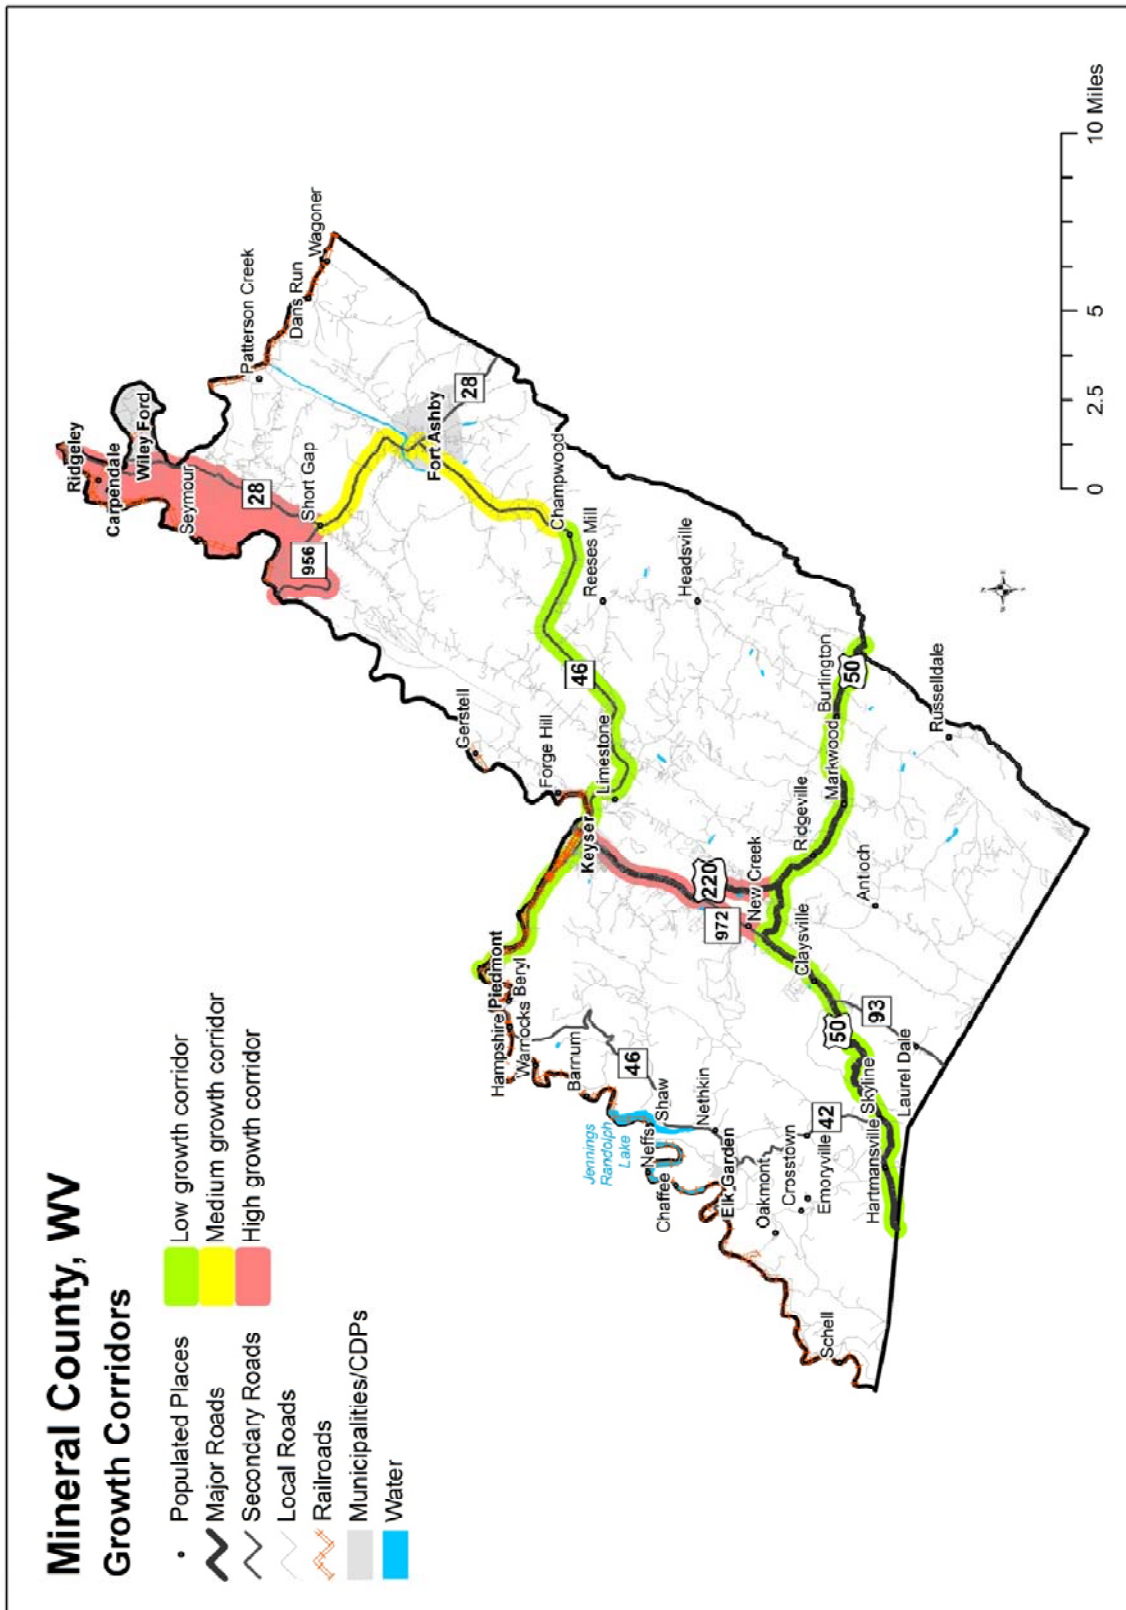 Mineral County, WV
Growth Corridors
Populated Places
Major Roads
Secondary Roads
Local Roads
Railroads
Municipalities/CDPs
Water
Low growth corridor
Medium growth corridor
High growth corridor
Ridgeley
Carpendale
Wiley Ford
Seymour
28
Short Gap
956
Patterson Creek
Dans Run
Wagoner
Fort Ashby
28
Champwood
Reeses Mill
Headsville
46
Gerstell
Forge Hill
Limestone
Keyser
220
972
New Creek
Ridgeville
Markwood
Burlington
50
Russelldale
Antioch
Claysville
93
50
Laurel Dale
Skyline
Hartmansville
42
Piedmont
Beryl
Hampshire
Warnocks
Barnum
46
Shaw
Jennings
Randolph
Lake
Neffs
Nethkin
Chaffee
Elk Garden
Oakmont
Crosstown
Emoryville
Schell
N
0
2.5
5
10 Miles